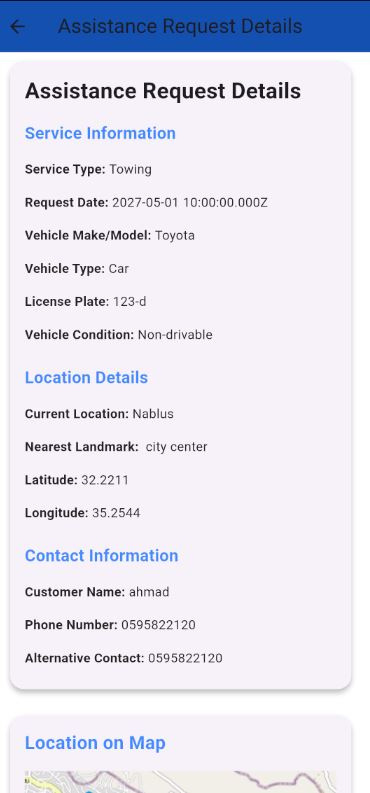 Assistance Request Details
Assistance Request Details
Service Information
Service Type: Towing
Request Date: 2027-05-01 10:00:00.000Z
Vehicle Make/Model: Toyota
Vehicle Type: Car
License Plate: 123-d
Vehicle Condition: Non-drivable
Location Details
Current Location: Nablus
Nearest Landmark:  city center
Latitude: 32.2211
Longitude: 35.2544
Contact Information
Customer Name: ahmad
Phone Number: 0595822120
Alternative Contact: 0595822120
Location on Map